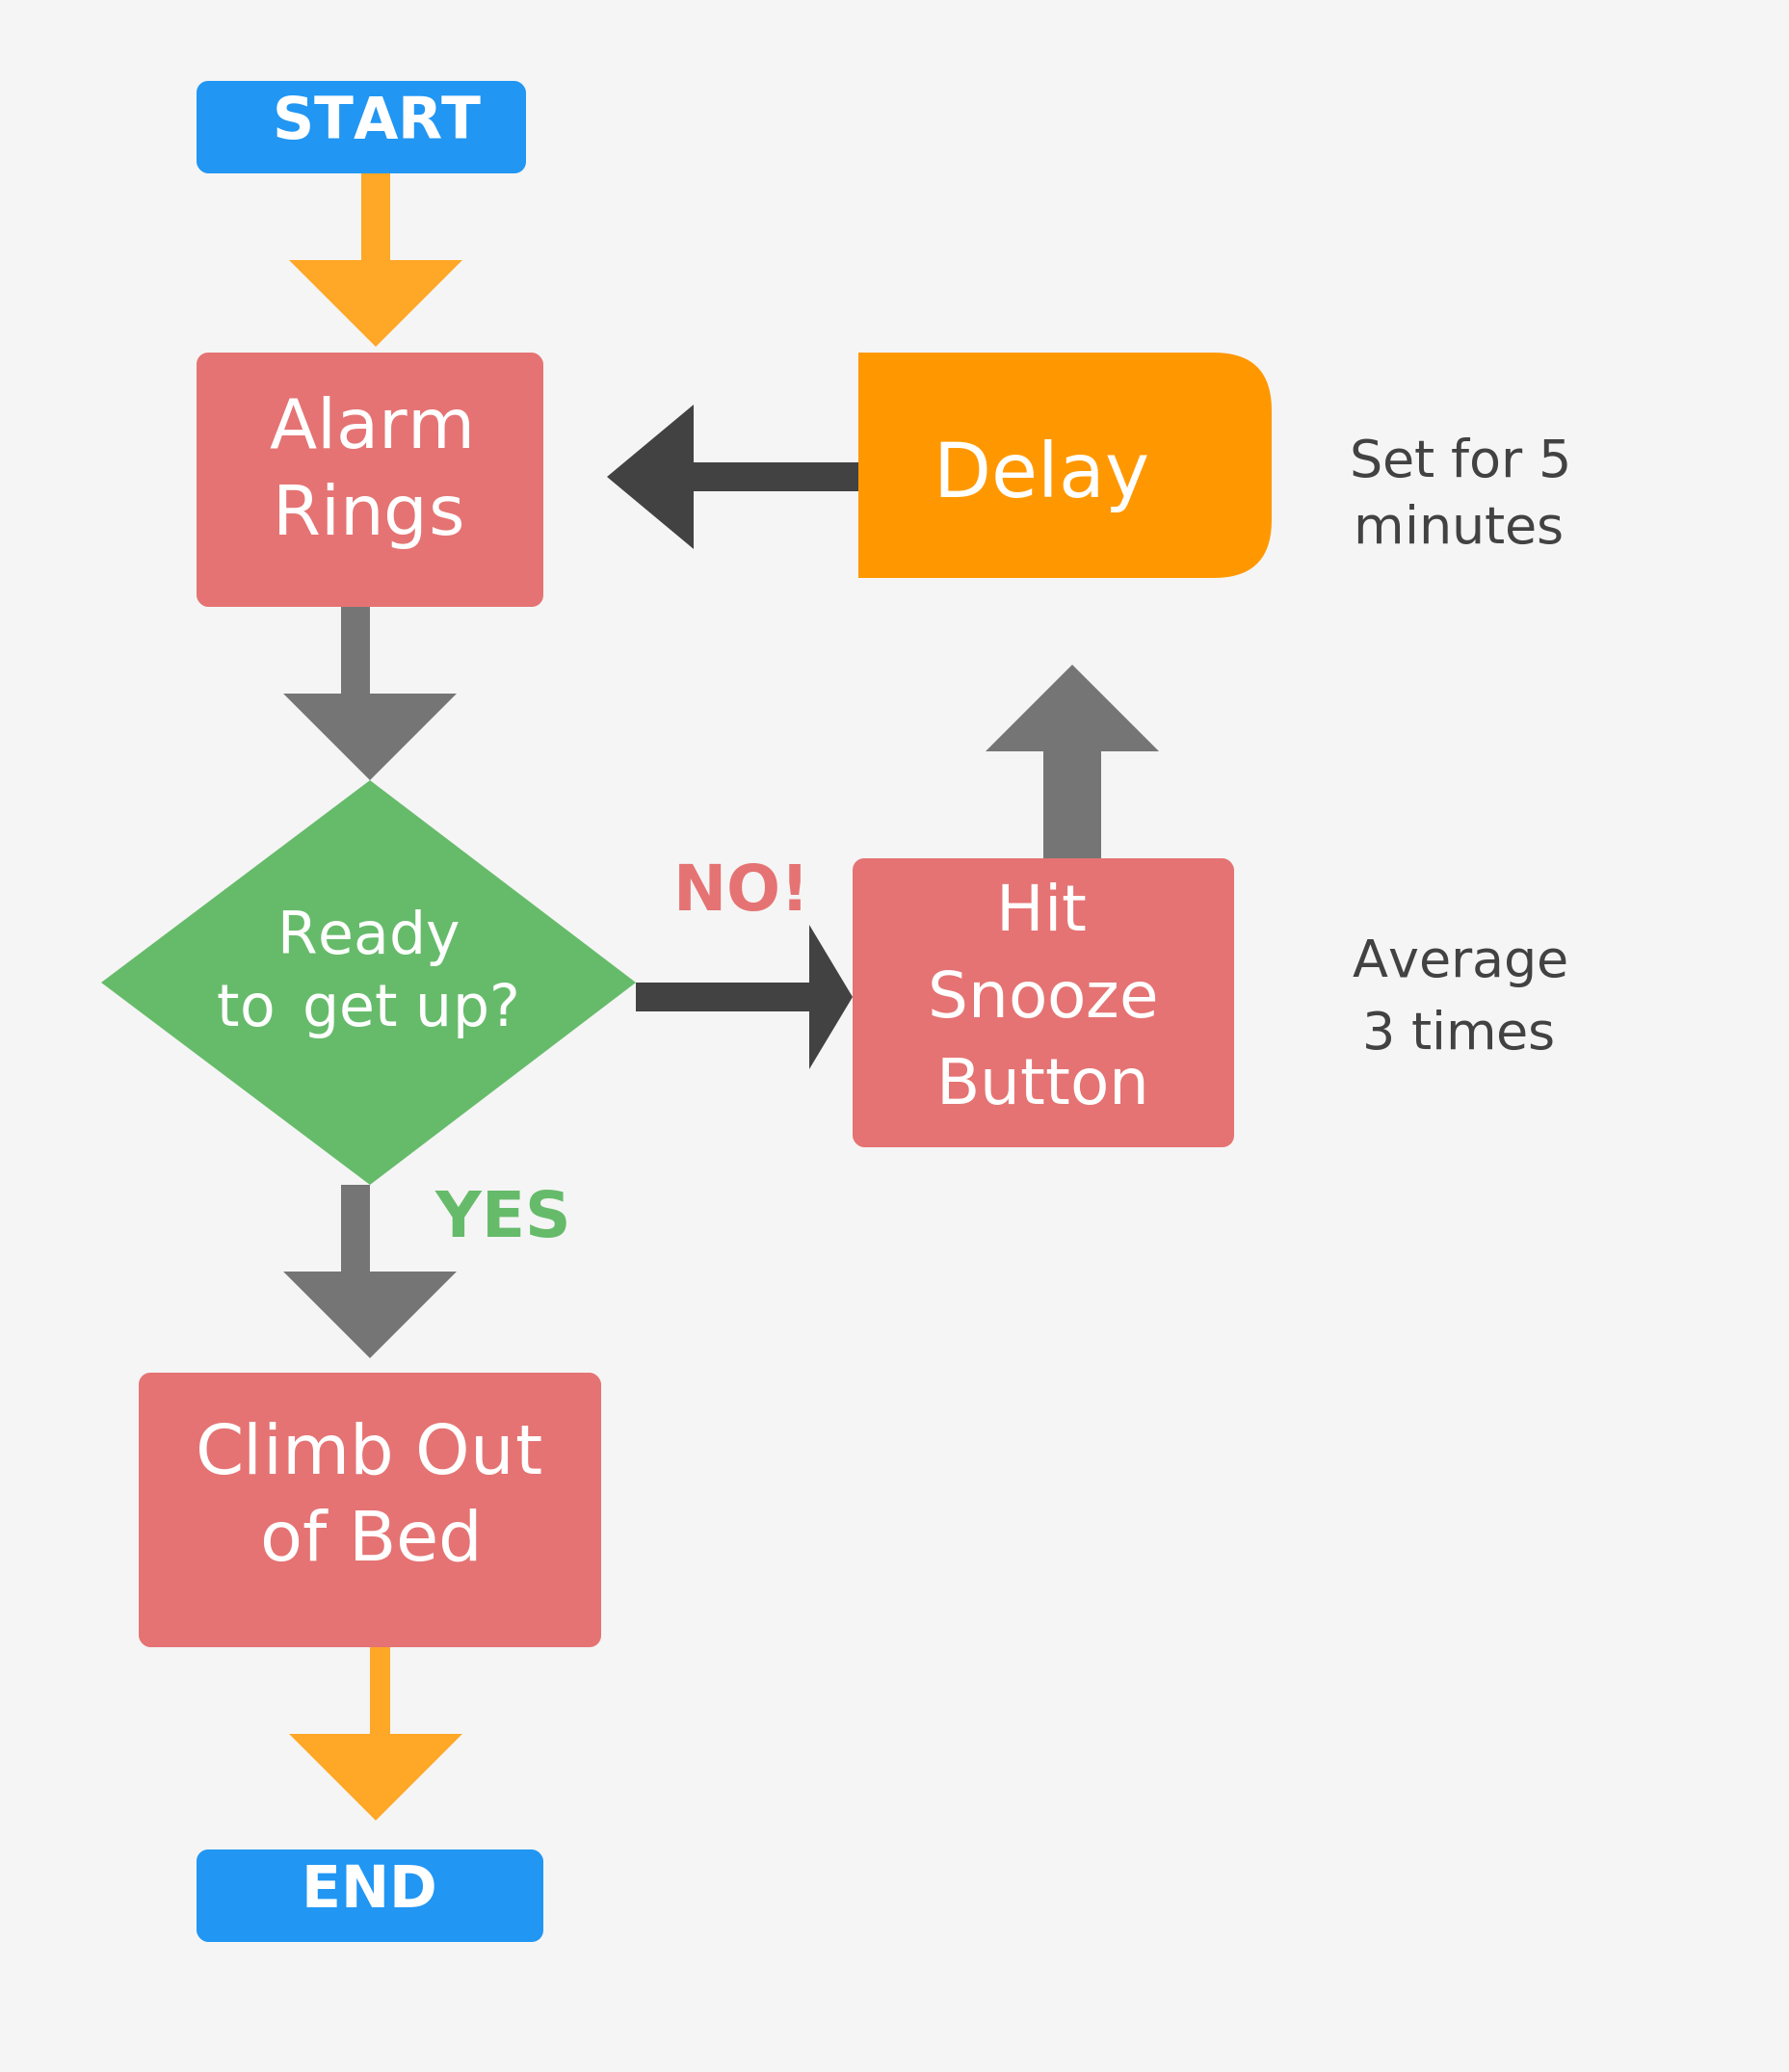 START
Alarm
Rings
Delay
Set for 5
minutes
Ready
to get up?
NO!
Hit
Snooze
Button
Average
3 times
YES
Climb Out
of Bed
END